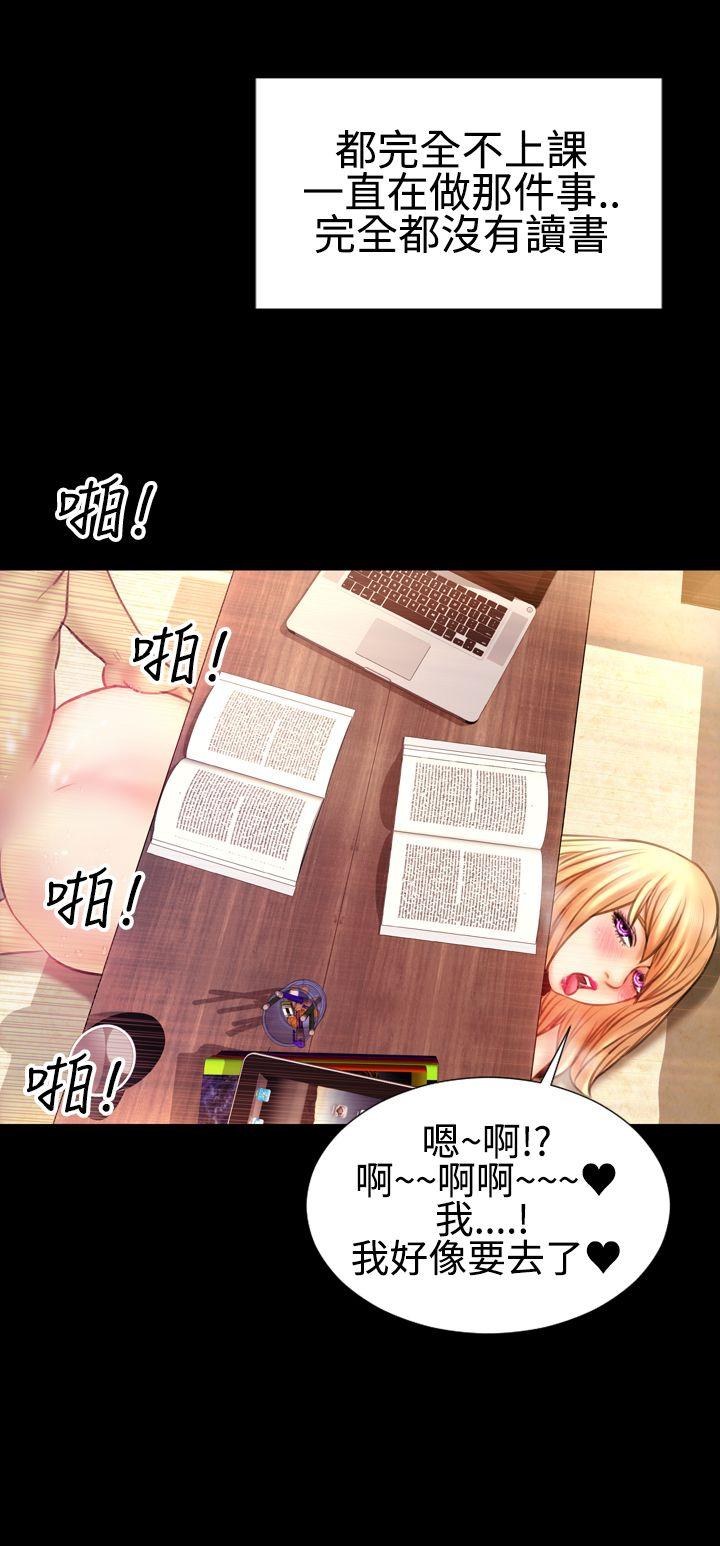 都完全不上課
一直在做那件事..
完全都沒有讀書
啪!
啪!
啪!
啪!
嗯~啊!?
啊~~啊啊~~~♥
我....!
我好像要去了♥